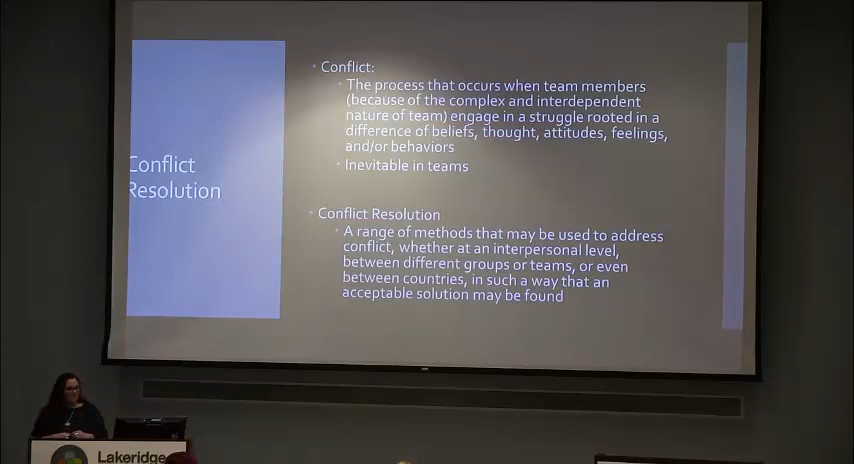 Conflict
Resolution
Conflict:
The process that occurs when team members
(because of the complex and interdependent
nature of team) engage in a struggle rooted in a
difference of beliefs, thought, attitudes, feelings,
and/or behaviors
Inevitable in teams
Conflict Resolution
A range of methods that may be used to address
conflict, whether at an interpersonal level,
between different groups or teams, or even
between countries, in such a way that an
acceptable solution may be found
Lakeridge